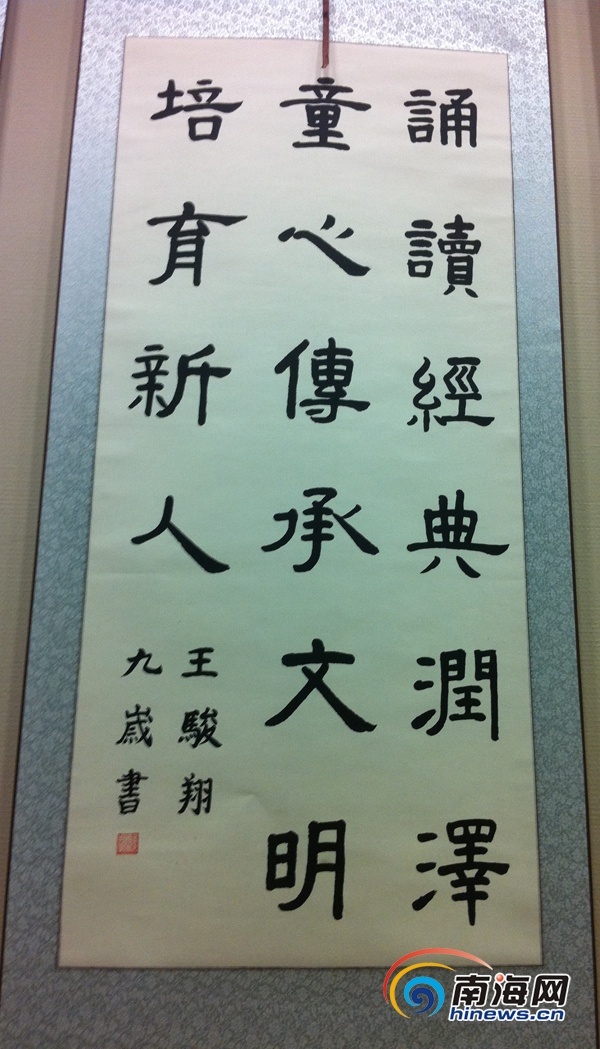 誦讀經典潤澤
童心傳承文明
培育新人
王駿翔
九歲書
南海网
hinews.cn